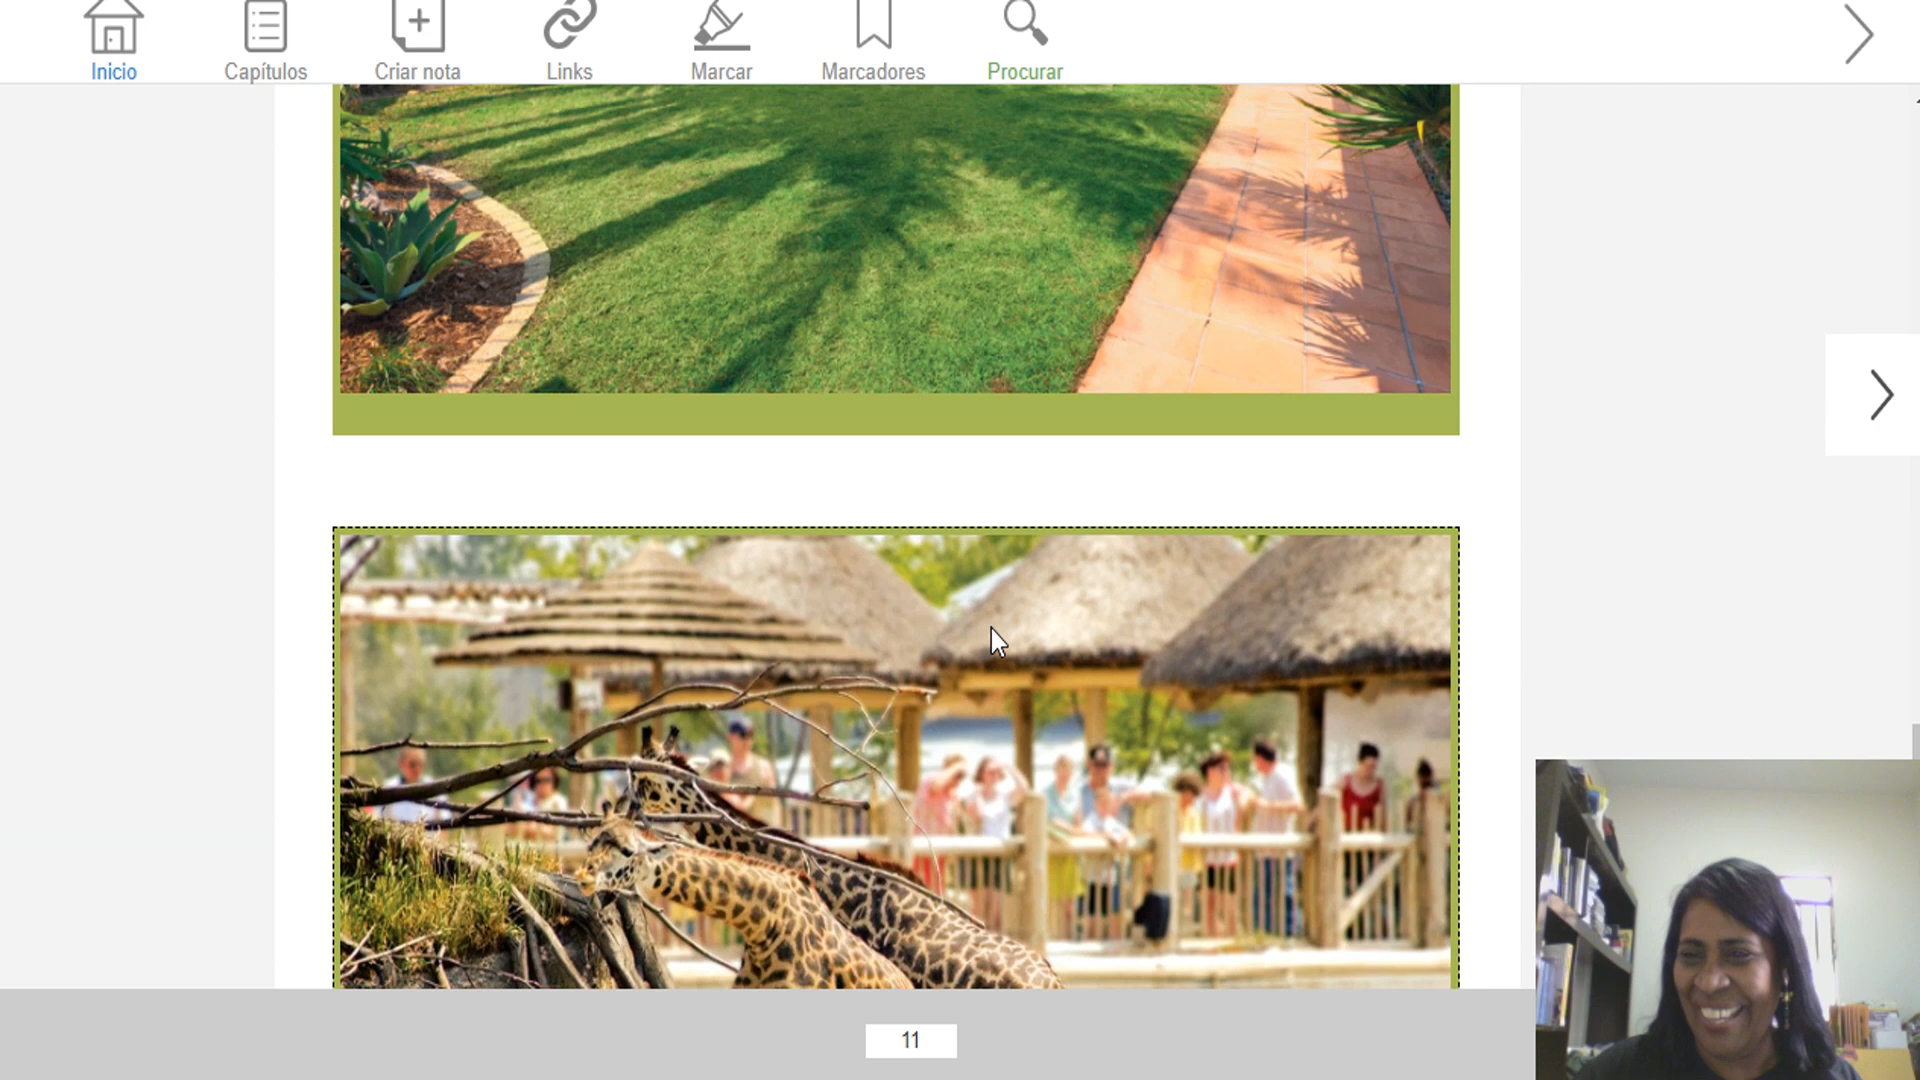 Inicio
Capítulos
Criar nota
Links
Marcar
Marcadores
Procurar
11